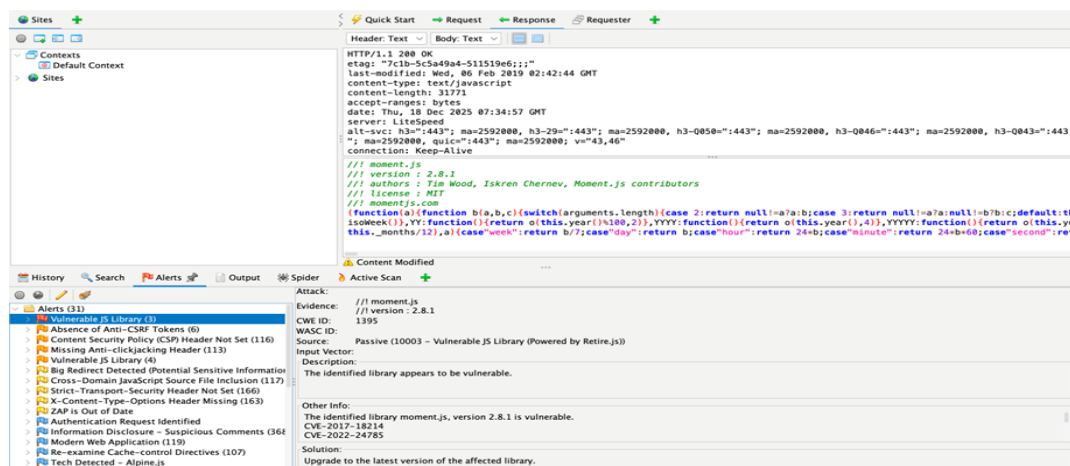 Sites
Quick Start
Request
Response
Requester
Header: Text
Body: Text
Contexts
Default Context
Sites
HTTP/1.1 200 OK
etag: "7c1b-5c5a49a4-511519e6;;;"
last-modified: Wed, 06 Feb 2019 02:42:44 GMT
content-type: text/javascript
content-length: 31771
accept-ranges: bytes
date: Thu, 18 Dec 2025 07:34:57 GMT
server: LiteSpeed
alt-svc: h3=":443"; ma=2592000, h3-29=":443"; ma=2592000, h3-Q050=":443"; ma=2592000, h3-Q046=":443"; ma=2592000, h3-Q043=":443
"; ma=2592000, quic=":443"; ma=2592000; v="43,46"
connection: Keep-Alive
//! moment.js
//! version : 2.8.1
//! authors : Tim Wood, Iskren Chernev, Moment.js contributors
//! license : MIT
//! momentjs.com
(function(a){function b(a,b,c){switch(arguments.length){case 2:return null!=a?a:b;case 3:return null!=a?a:null!=b?b:c;default:th
isoWeek()},YY:function(){return o(this.year()%100,2)},YYYY:function(){return o(this.year(),4)},YYYYY:function(){return o(this.ye
this._months/12),a){case"week":return b/7;case"day":return b;case"hour":return 24*b;case"minute":return 24*b*60;case"second":ret
Content Modified
History
Search
Alerts
Output
Spider
Active Scan
Alerts (31)
Vulnerable JS Library (3)
Absence of Anti-CSRF Tokens (6)
Content Security Policy (CSP) Header Not Set (116)
Missing Anti-clickjacking Header (113)
Vulnerable JS Library (4)
Big Redirect Detected (Potential Sensitive Information
Cross-Domain JavaScript Source File Inclusion (117)
Strict-Transport-Security Header Not Set (166)
X-Content-Type-Options Header Missing (163)
ZAP is Out of Date
Authentication Request Identified
Information Disclosure - Suspicious Comments (368
Modern Web Application (119)
Re-examine Cache-control Directives (107)
Tech Detected - Alpine.js
Attack:
Evidence: //! moment.js
//! version : 2.8.1
CWE ID: 1395
WASC ID:
Source: Passive (10003 - Vulnerable JS Library (Powered by Retire.js))
Input Vector:
Description:
The identified library appears to be vulnerable.
Other Info:
The identified library moment.js, version 2.8.1 is vulnerable.
CVE-2017-18214
CVE-2022-24785
Solution:
Upgrade to the latest version of the affected library.